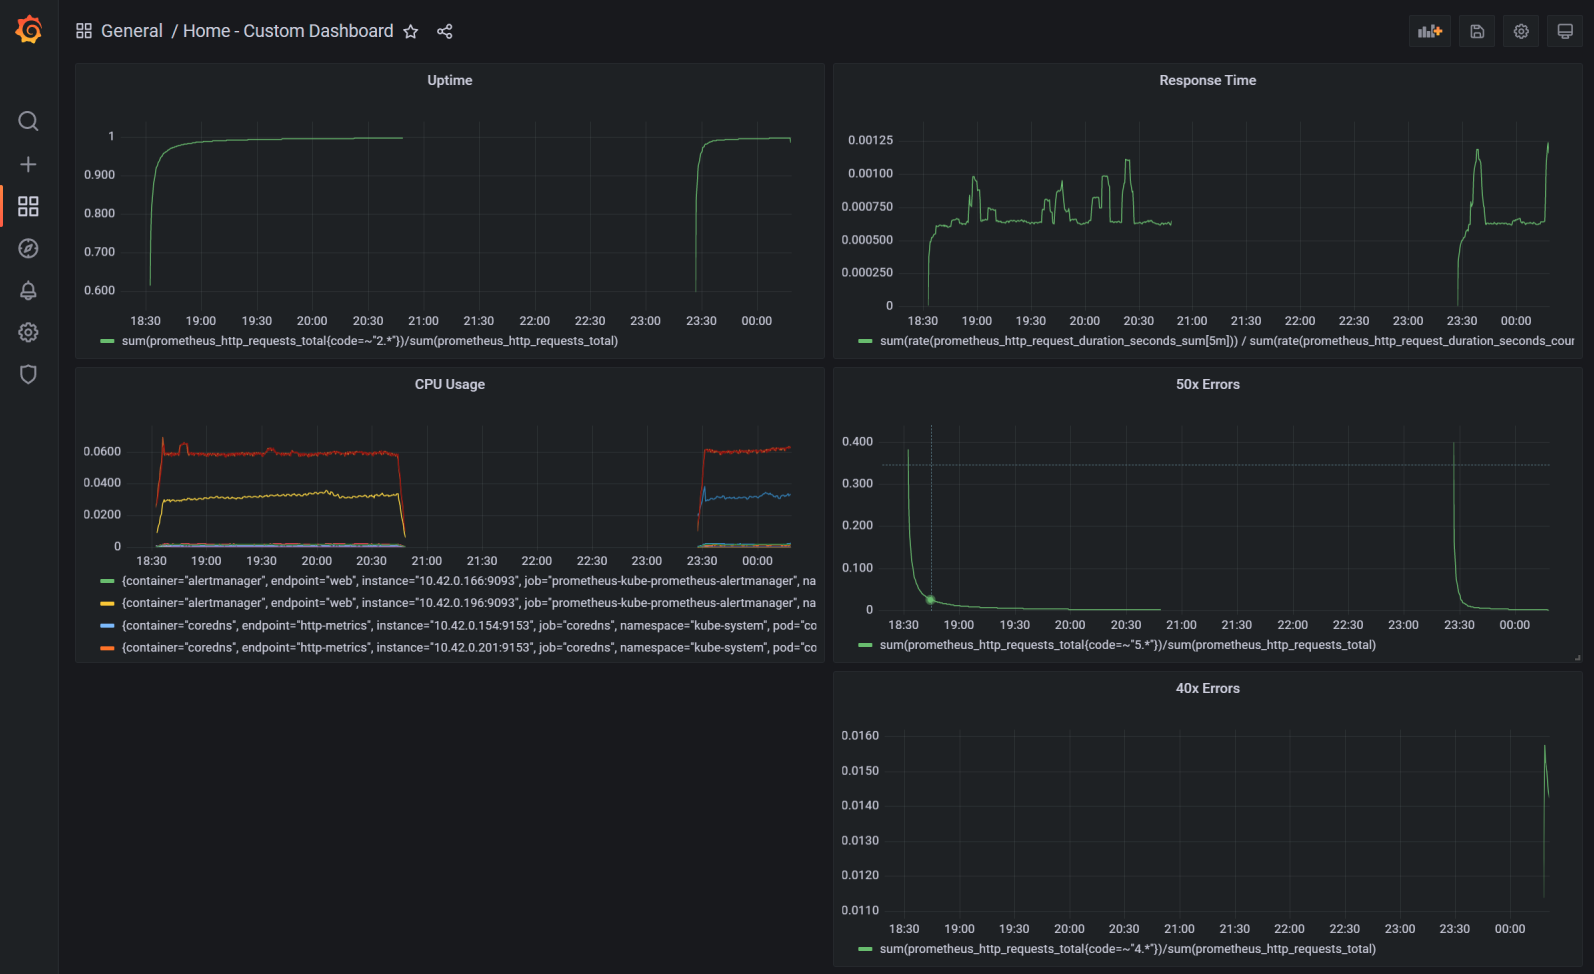 General / Home - Custom Dashboard
Uptime
1
0.900
0.800
0.700
0.600
18:30 19:00 19:30 20:00 20:30 21:00 21:30 22:00 22:30 23:00 23:30 00:00
sum(prometheus_http_requests_total{code=~"2.*"})/sum(prometheus_http_requests_total)
Response Time
0.00125
0.00100
0.000750
0.000500
0.000250
0
18:30 19:00 19:30 20:00 20:30 21:00 21:30 22:00 22:30 23:00 23:30 00:00
sum(rate(prometheus_http_request_duration_seconds_sum[5m])) / sum(rate(prometheus_http_request_duration_seconds_cour
CPU Usage
0.0600
0.0400
0.0200
0
18:30 19:00 19:30 20:00 20:30 21:00 21:30 22:00 22:30 23:00 23:30 00:00
{container="alertmanager", endpoint="web", instance="10.42.0.166:9093", job="prometheus-kube-prometheus-alertmanager", na
{container="alertmanager", endpoint="web", instance="10.42.0.196:9093", job="prometheus-kube-prometheus-alertmanager", na
{container="coredns", endpoint="http-metrics", instance="10.42.0.154:9153", job="coredns", namespace="kube-system", pod="co
{container="coredns", endpoint="http-metrics", instance="10.42.0.201:9153", job="coredns", namespace="kube-system", pod="co
50x Errors
0.400
0.300
0.200
0.100
0
18:30 19:00 19:30 20:00 20:30 21:00 21:30 22:00 22:30 23:00 23:30 00:00
sum(prometheus_http_requests_total{code=~"5.*"})/sum(prometheus_http_requests_total)
40x Errors
0.0160
0.0150
0.0140
0.0130
0.0120
0.0110
18:30 19:00 19:30 20:00 20:30 21:00 21:30 22:00 22:30 23:00 23:30 00:00
sum(prometheus_http_requests_total{code=~"4.*"})/sum(prometheus_http_requests_total)